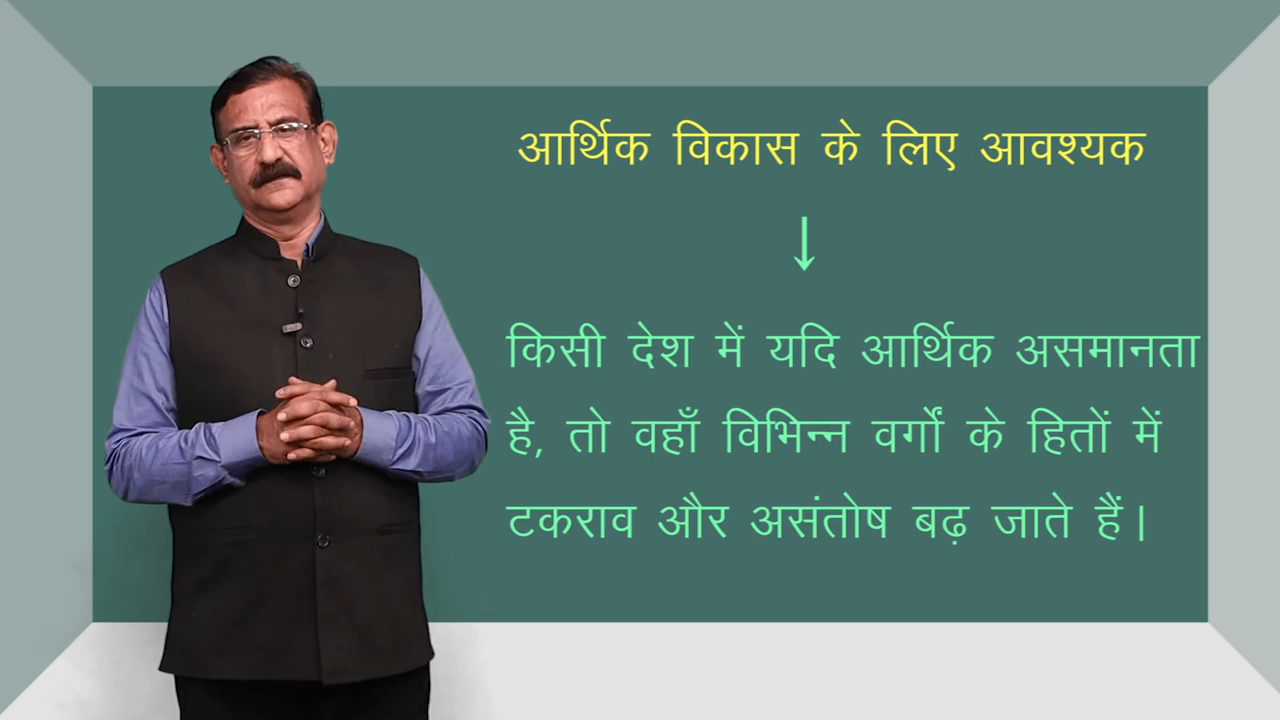 आर्थिक विकास के लिए आवश्यक
↓
किसी देश में यदि आर्थिक असमानता
है, तो वहाँ विभिन्न वर्गों के हितों में
टकराव और असंतोष बढ़ जाते हैं।